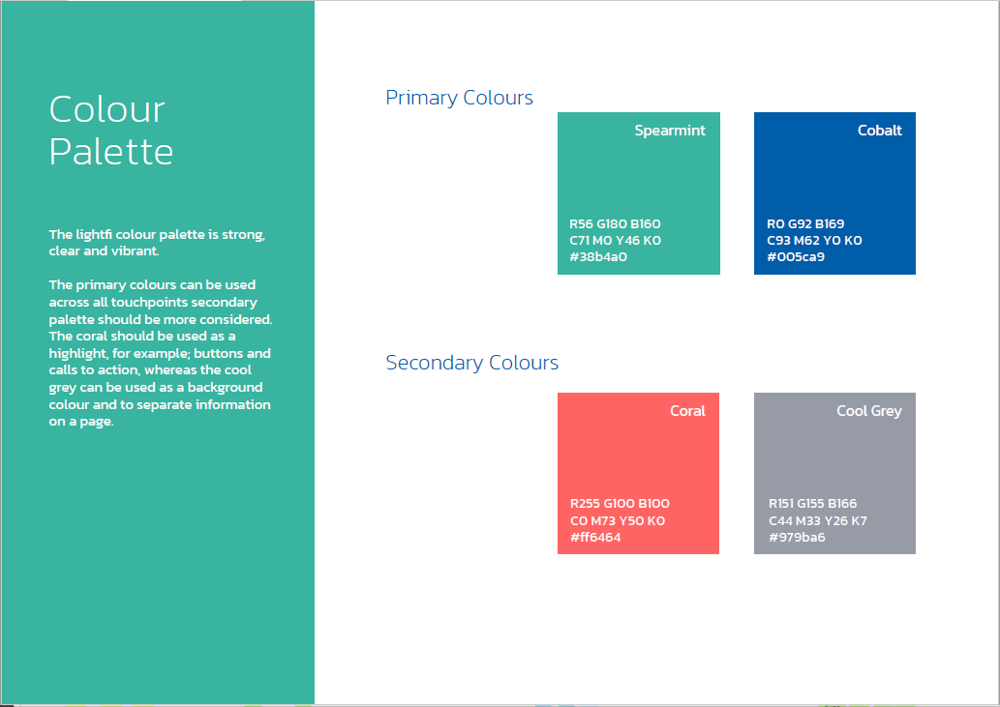 Colour
Palette
The lightfi colour palette is strong,
clear and vibrant.
The primary colours can be used
across all touchpoints secondary
palette should be more considered.
The coral should be used as a
highlight, for example; buttons and
calls to action, whereas the cool
grey can be used as a background
colour and to separate information
on a page.
Primary Colours
Spearmint
R56 G180 B160
C71 M0 Y46 K0
#38b4a0
Cobalt
R0 G92 B169
C93 M62 Y0 K0
#005ca9
Secondary Colours
Coral
R255 G100 B100
C0 M73 Y50 K0
#ff6464
Cool Grey
R151 G155 B166
C44 M33 Y26 K7
#979ba6